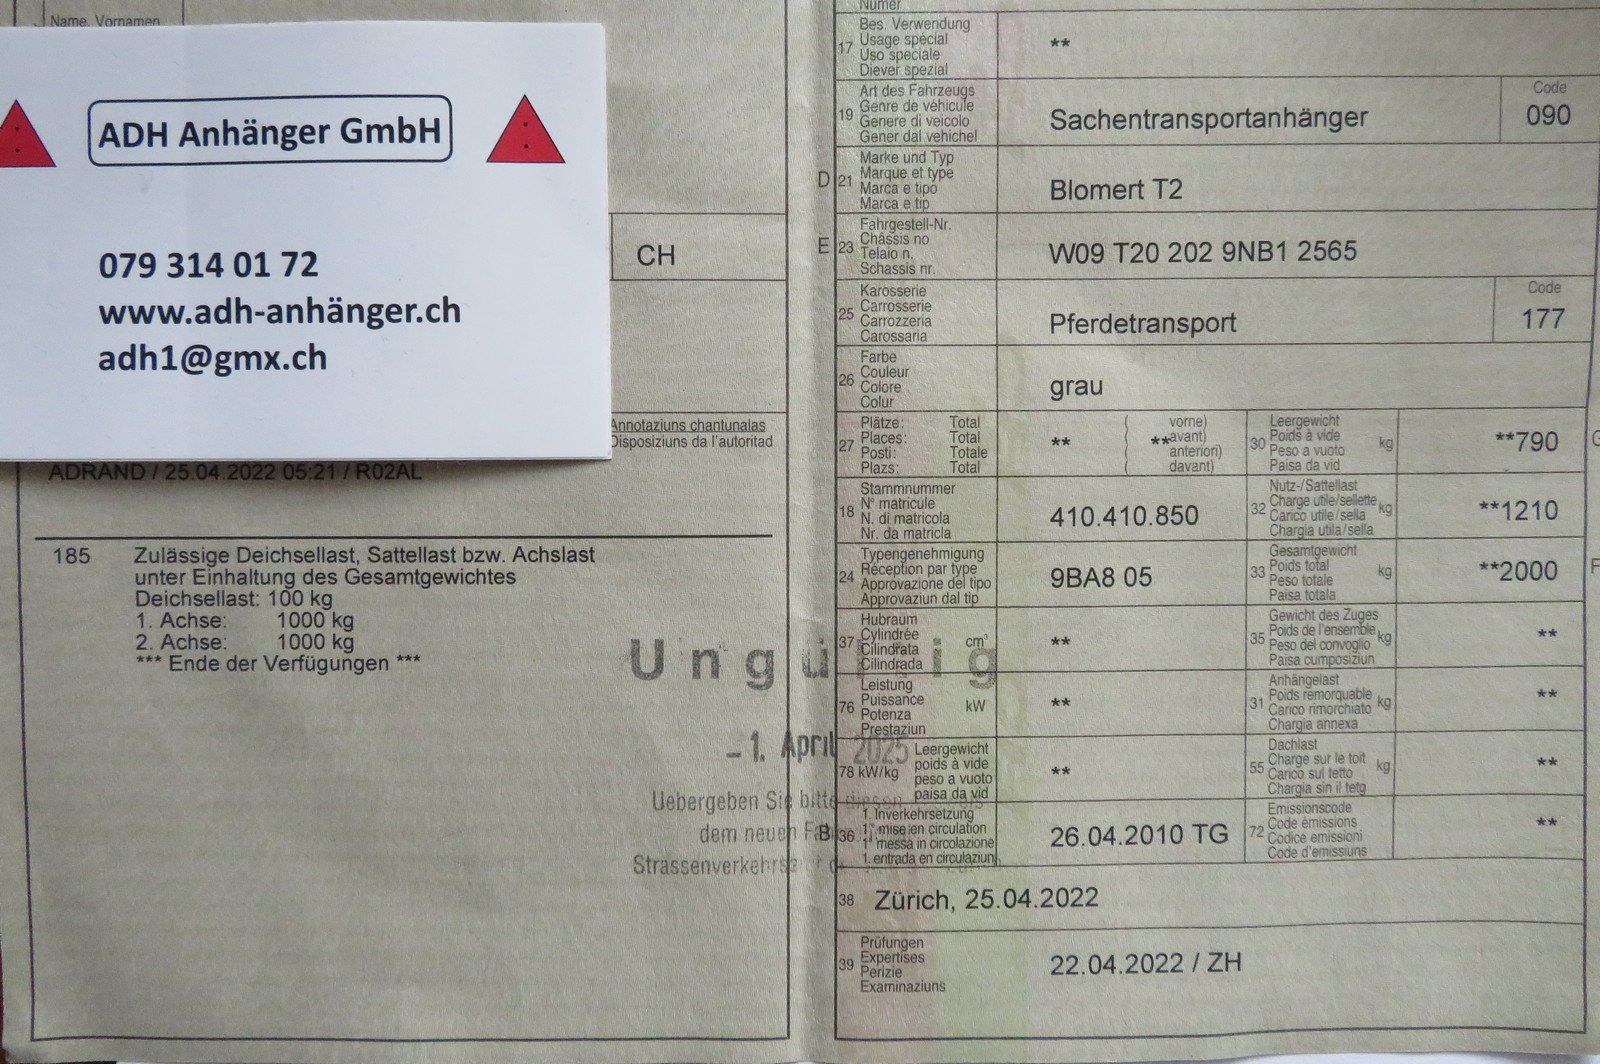 Name, Vornamen
ADH Anhänger GmbH
079 314 01 72
www.adh-anhänger.ch
adh1@gmx.ch
CH
Annotaziuns chantunalas
Disposiziuns da l'autoritad
ADRAND / 25.04.2022 05:21 / R02AL
185 Zulässige Deichsellast, Sattellast bzw. Achslast
unter Einhaltung des Gesamtgewichtes
Deichsellast: 100 kg
1. Achse: 1000 kg
2. Achse: 1000 kg
*** Ende der Verfügungen ***
Ungültig
– 1. April 2025
Uebergeben Sie bitte diesen
dem neuen
Numer
17 Bes. Verwendung
Usage spécial
Uso speciale
Diever spezial
**
19 Art des Fahrzeugs
Genre de véhicule
Genere di veicolo
Gener dal vehichel
Sachentransportanhänger
Code
090
D 21 Marke und Typ
Marque et type
Marca e tipo
Marca e tip
Blomert T2
E 23 Fahrgestell-Nr.
Châssis no
Telaio n.
Schassis nr.
W09 T20 202 9NB1 2565
25 Karosserie
Carrosserie
Carrozzeria
Carossaria
Pferdetransport
Code
177
26 Farbe
Couleur
Colore
Colur
grau
27 Plätze: Total
Places: Total
Posti: Totale
Plazs: Total
**
( vorne)
( **avant)
( anteriori)
( davant)
30 Leergewicht
Poids à vide
Peso a vuoto
Paisa da vid
kg
**790
G
18 Stammnummer
N° matricule
N. di matricola
Nr. da matricla
410.410.850
32 Nutz-/Sattellast
Charge utile/sellette
Carico utile/sella
Chargia utila/sella
kg
**1210
24 Typengenehmigung
Réception par type
Approvazione del tipo
Approvaziun dal tip
9BA8 05
33 Gesamtgewicht
Poids total
Peso totale
Paisa totala
kg
**2000
F
37 Hubraum
Cylindrée
Cilindrata
Cilindrada
cm³
**
35 Gewicht des Zuges
Poids de l'ensemble
Peso del convoglio
Paisa cumposiziun
kg
**
76 Leistung
Puissance
Potenza
Prestaziun
kW
**
31 Anhängelast
Poids remorquable
Carico rimorchiato
Chargia annexa
kg
**
78 kW/kg Leergewicht
poids à vide
peso a vuoto
paisa da vid
**
55 Dachlast
Charge sur le toit
Carico sul tetto
Chargia sin il tetg
kg
**
B 36 1. Inverkehrsetzung
1re mise en circulation
1a messa in circolazione
1. entrada en circulaziun
26.04.2010 TG
72 Emissionscode
Code émissions
Codice emissioni
Code d'emissiuns
**
38 Zürich, 25.04.2022
39 Prüfungen
Expertises
Perizie
Examinaziuns
22.04.2022 / ZH